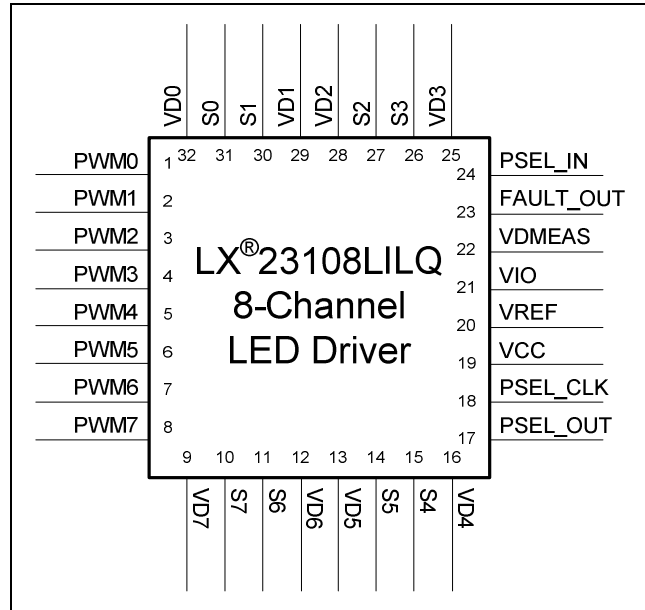 VD0 S0 S1 VD1 VD2 S2 S3 VD3
32 31 30 29 28 27 26 25
PWM0 1 24 PSEL_IN
PWM1 2 23 FAULT_OUT
PWM2 3 22 VDMEAS
PWM3 4 21 VIO
PWM4 5 20 VREF
PWM5 6 19 VCC
PWM6 7 18 PSEL_CLK
PWM7 8 17 PSEL_OUT
LX®23108LILQ
8-Channel
LED Driver
9 10 11 12 13 14 15 16
VD7 S7 S6 VD6 VD5 S5 S4 VD4